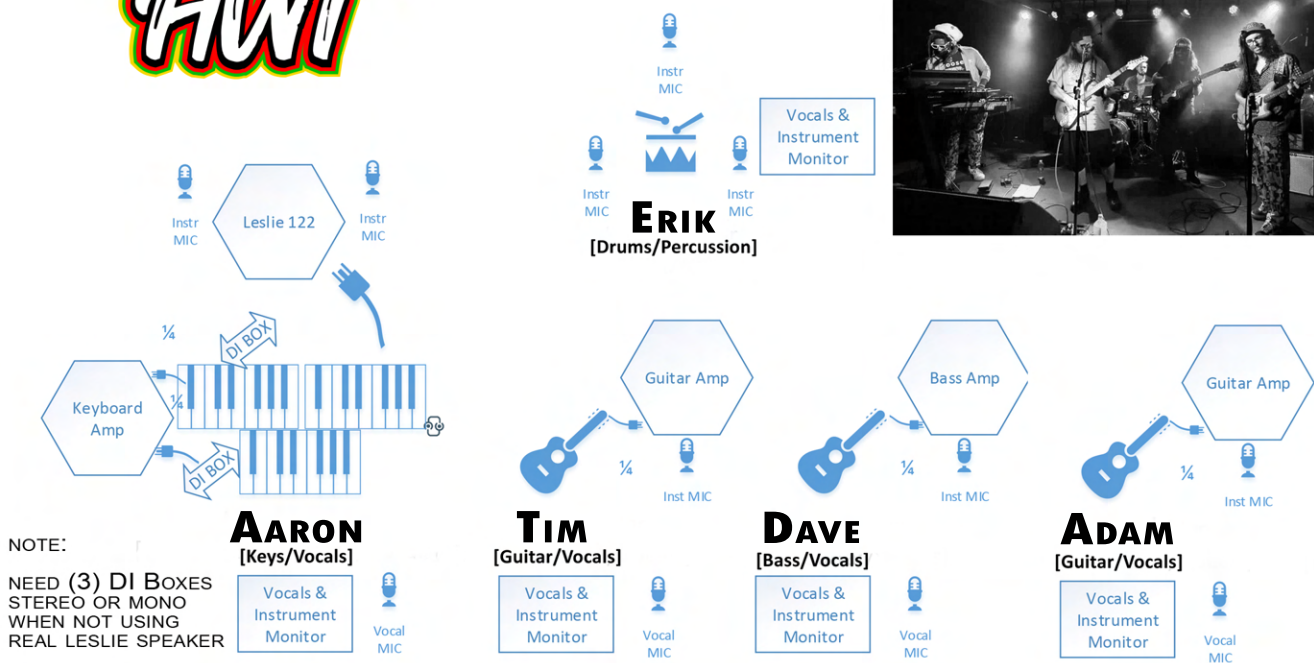 Instr
MIC
Vocals &
Instrument
Monitor
Instr
MIC
Instr
MIC
ERIK
[Drums/Percussion]
Instr
MIC
Leslie 122
Instr
MIC
¼
DI BOX
Keyboard
Amp
¼
DI BOX
Guitar Amp
¼
Inst MIC
Bass Amp
¼
Inst MIC
Guitar Amp
¼
Inst MIC
AARON
[Keys/Vocals]
Vocals &
Instrument
Monitor
Vocal
MIC
TIM
[Guitar/Vocals]
Vocals &
Instrument
Monitor
Vocal
MIC
DAVE
[Bass/Vocals]
Vocals &
Instrument
Monitor
Vocal
MIC
ADAM
[Guitar/Vocals]
Vocals &
Instrument
Monitor
Vocal
MIC
NOTE:
NEED (3) DI BOXES
STEREO OR MONO
WHEN NOT USING
REAL LESLIE SPEAKER